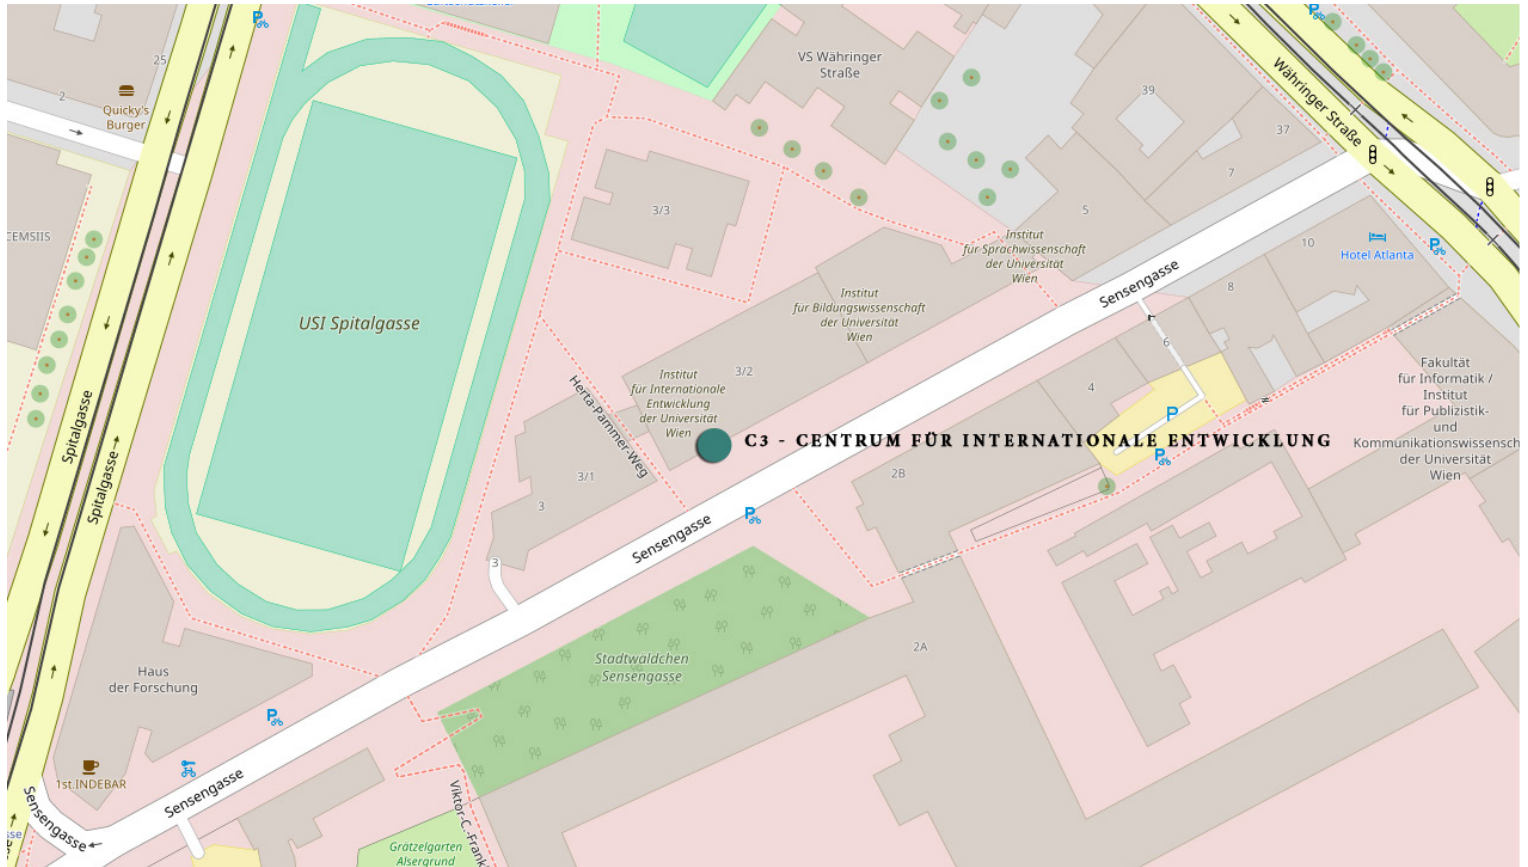 25
2
Quicky's
Burger
CEMSIIS
Spitalgasse
Spitalgasse
USI Spitalgasse
VS Währinger
Straße
3/3
39
37
7
5
Währinger Straße
Institut
für Sprachwissenschaft
der Universität
Wien
Institut
für Bildungswissenschaft
der Universität
Wien
Sensengasse
10
Hotel Atlanta
8
6
4
P
Fakultät
für Informatik /
Institut
für Publizistik-
und
Kommunikationswissensch
der Universität
Wien
3/2
Institut
für Internationale
Entwicklung
der Universität
Wien
Herta-Pammer-Weg
C3 - CENTRUM FÜR INTERNATIONALE ENTWICKLUNG
3/1
3
3
2B
Sensengasse
Stadtwäldchen
Sensengasse
2A
Haus
der Forschung
1st.INDEBAR
Sensengasse
Sensengasse
Viktor-C.-Frank
Grätzelgarten
Alsergrund